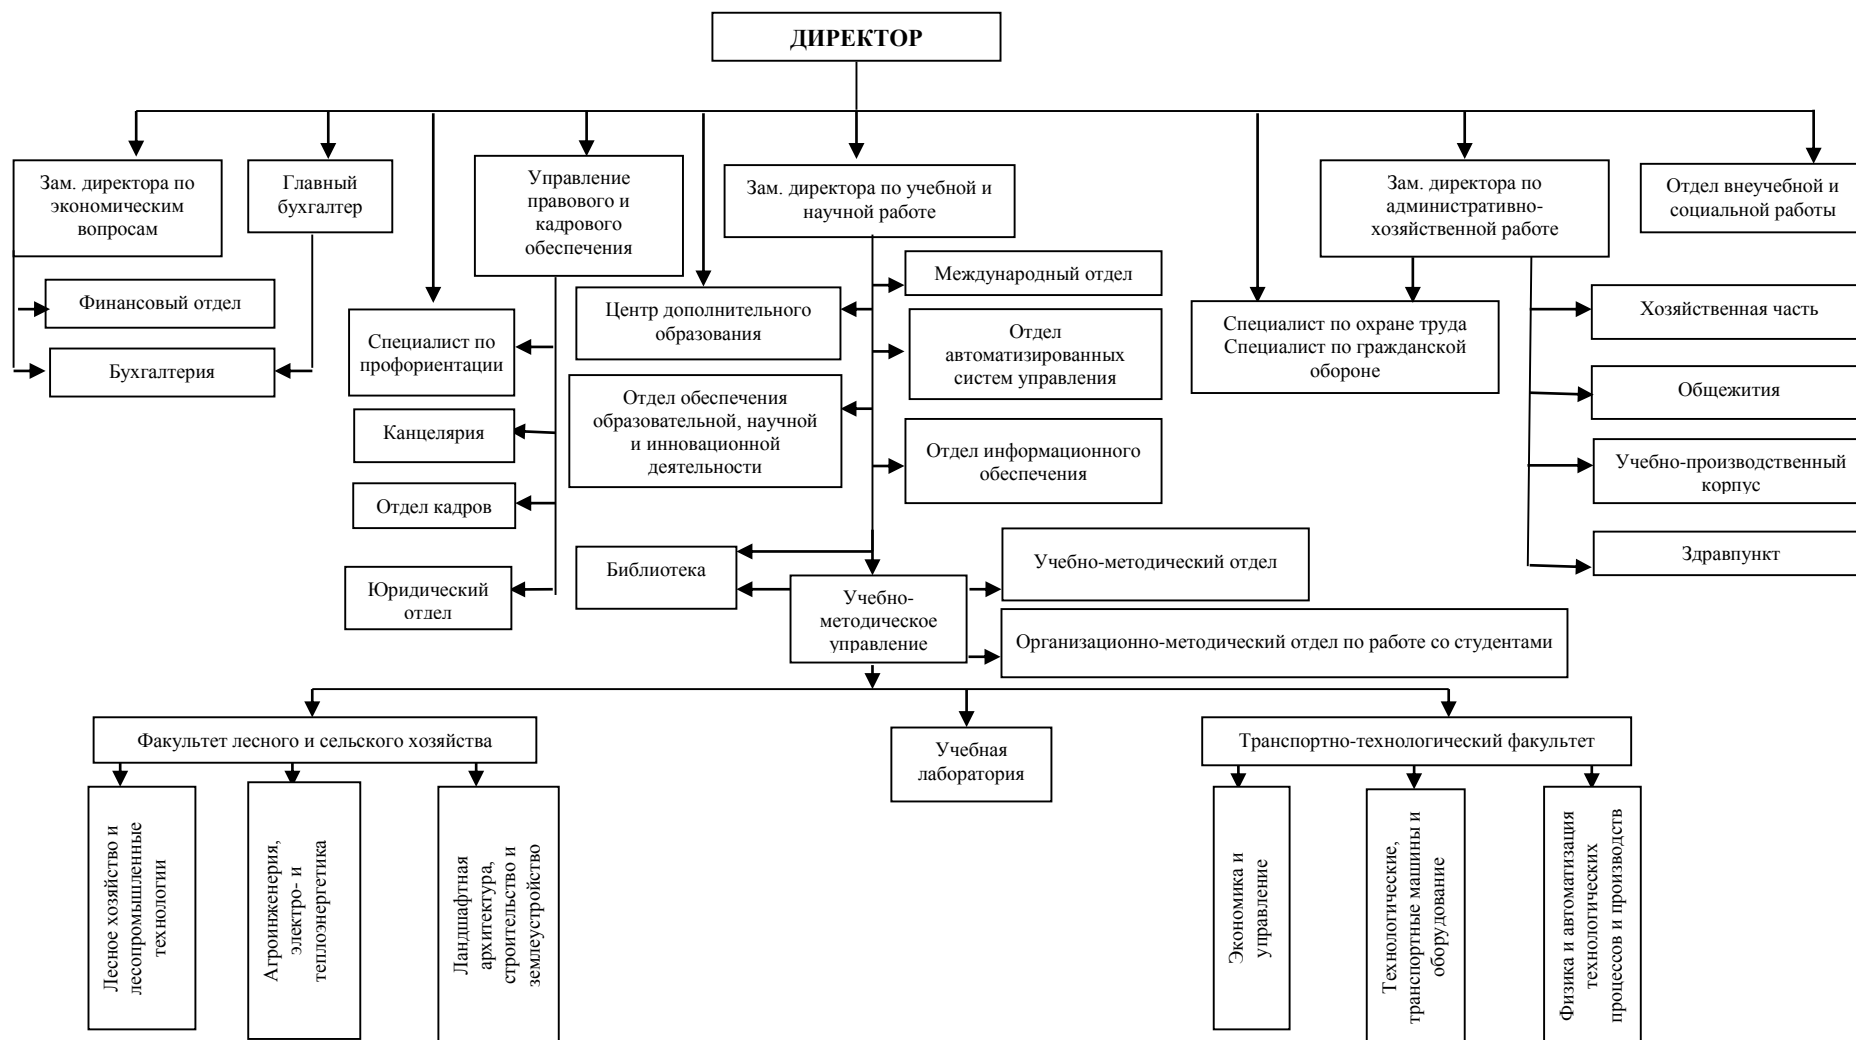 ДИРЕКТОР
Зам. директора по
экономическим
вопросам
Главный
бухгалтер
Управление
правового и
кадрового
обеспечения
Зам. директора по учебной и
научной работе
Зам. директора по
административно-
хозяйственной работе
Отдел внеучебной и
социальной работы
Финансовый отдел
Бухгалтерия
Специалист по
профориентации
Канцелярия
Отдел кадров
Юридический
отдел
Центр дополнительного
образования
Отдел обеспечения
образовательной, научной
и инновационной
деятельности
Библиотека
Международный отдел
Отдел
автоматизированных
систем управления
Отдел информационного
обеспечения
Учебно-
методическое
управление
Учебно-методический отдел
Организационно-методический отдел по работе со студентами
Специалист по охране труда
Специалист по гражданской
обороне
Хозяйственная часть
Общежития
Учебно-производственный
корпус
Здравпункт
Факультет лесного и сельского хозяйства
Учебная
лаборатория
Транспортно-технологический факультет
Лесное хозяйство и
лесопромышленные
технологии
Агроинженерия,
электро- и
теплоэнергетика
Ландшафтная
архитектура,
строительство и
землеустройство
Экономика и
управление
Технологические,
транспортные машины и
оборудование
Физика и автоматизация
технологических
процессов и производств